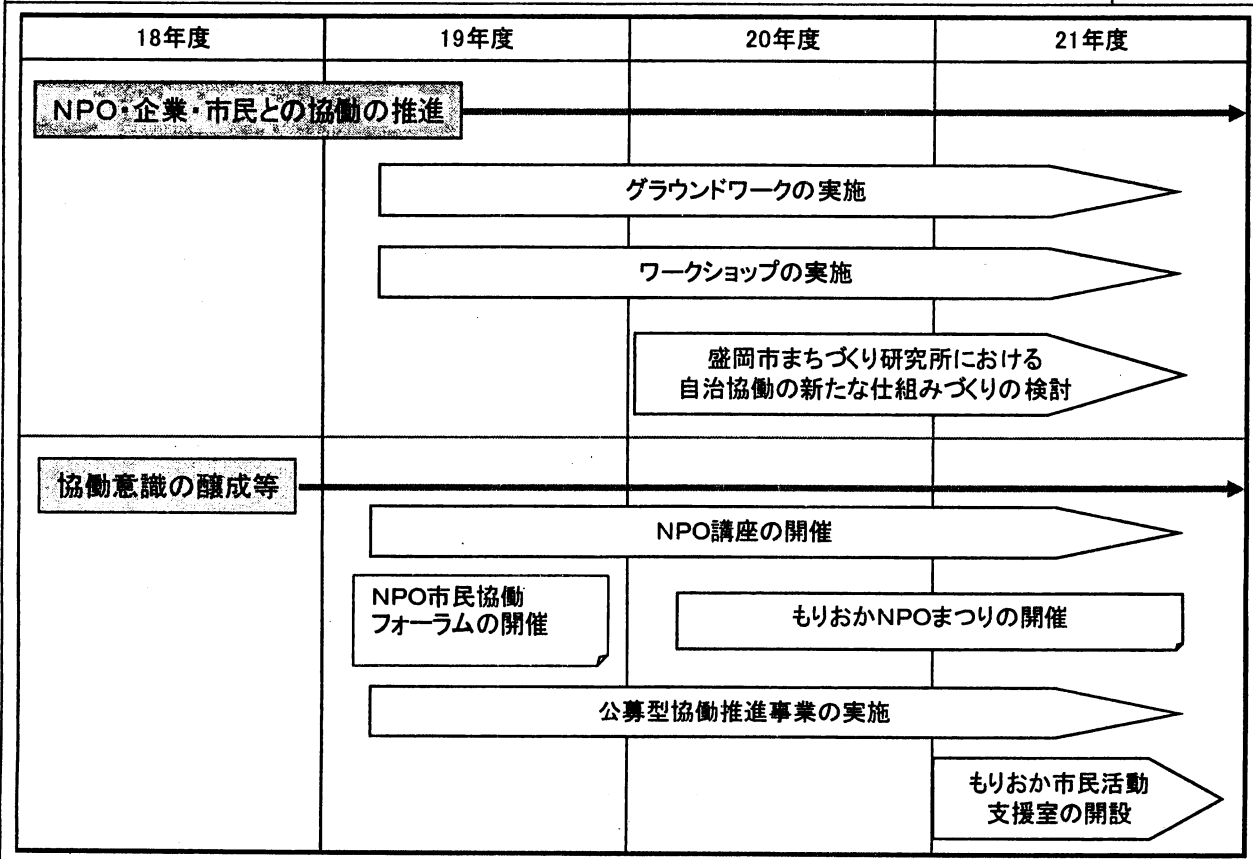 18年度
19年度
20年度
21年度
NPO・企業・市民との協働の推進
グラウンドワークの実施
ワークショップの実施
盛岡市まちづくり研究所における
自治協働の新たな仕組みづくりの検討
協働意識の醸成等
NPO講座の開催
NPO市民協働
フォーラムの開催
もりおかNPOまつりの開催
公募型協働推進事業の実施
もりおか市民活動
支援室の開設